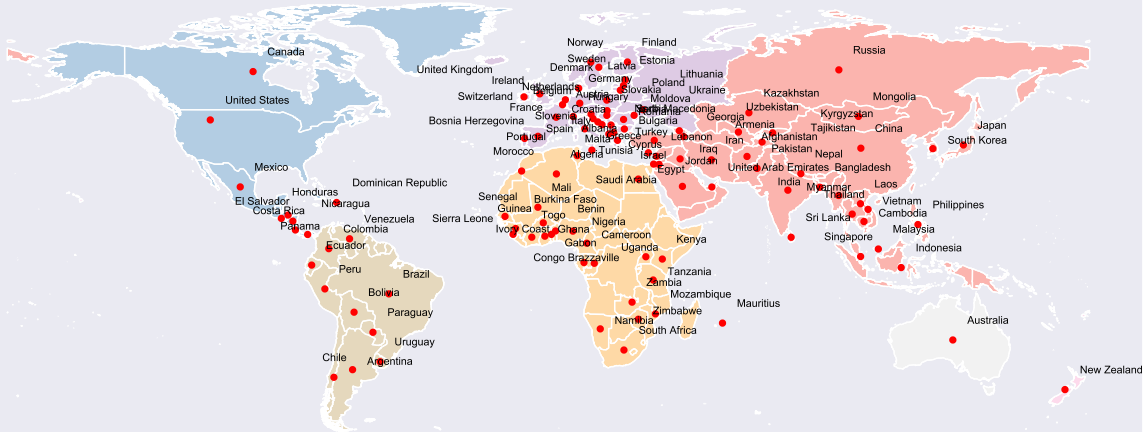 Canada
United States
Mexico
Honduras
Dominican Republic
El Salvador
Nicaragua
Costa Rica
Panama
Venezuela
Colombia
Ecuador
Peru
Brazil
Bolivia
Paraguay
Uruguay
Chile
Argentina
Norway
Finland
Sweden
Estonia
Denmark
Latvia
United Kingdom
Lithuania
Ireland
Germany
Poland
Netherlands
Belgium
Slovakia
Ukraine
Switzerland
Austria
Hungary
Moldova
France
Croatia
North Macedonia
Romania
Slovenia
Bosnia Herzegovina
Italy
Bulgaria
Spain
Albania
Portugal
Greece
Turkey
Malta
Cyprus
Lebanon
Morocco
Algeria
Tunisia
Israel
Jordan
Egypt
Saudi Arabia
Iraq
Iran
United Arab Emirates
Russia
Kazakhstan
Mongolia
Uzbekistan
Kyrgyzstan
Georgia
Armenia
Tajikistan
China
Afghanistan
Pakistan
Nepal
Bangladesh
India
Myanmar
Laos
Thailand
Vietnam
Cambodia
Sri Lanka
Philippines
Malaysia
Singapore
Indonesia
Japan
South Korea
Mali
Senegal
Burkina Faso
Guinea
Benin
Sierra Leone
Togo
Ivory Coast
Ghana
Nigeria
Cameroon
Gabon
Congo Brazzaville
Uganda
Kenya
Tanzania
Zambia
Mozambique
Zimbabwe
Namibia
South Africa
Mauritius
Australia
New Zealand